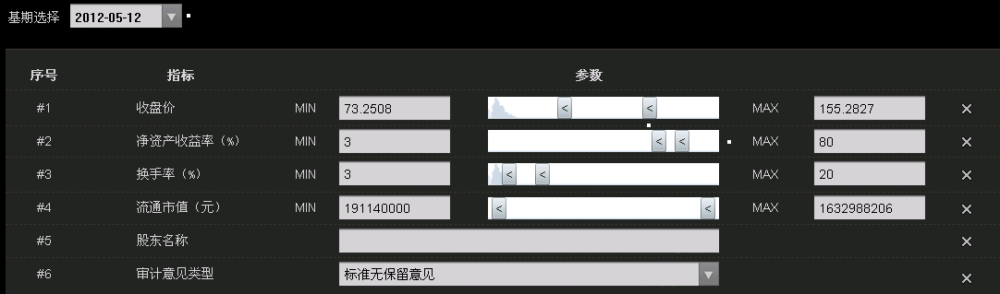 基期选择 2012-05-12
序号 指标 参数
#1 收盘价 MIN 73.2508 < < MAX 155.2827 ×
#2 净资产收益率（%） MIN 3 < < MAX 80 ×
#3 换手率（%） MIN 3 < < MAX 20 ×
#4 流通市值（元） MIN 191140000 < < MAX 1632988206 ×
#5 股东名称 ×
#6 审计意见类型 标准无保留意见 ×